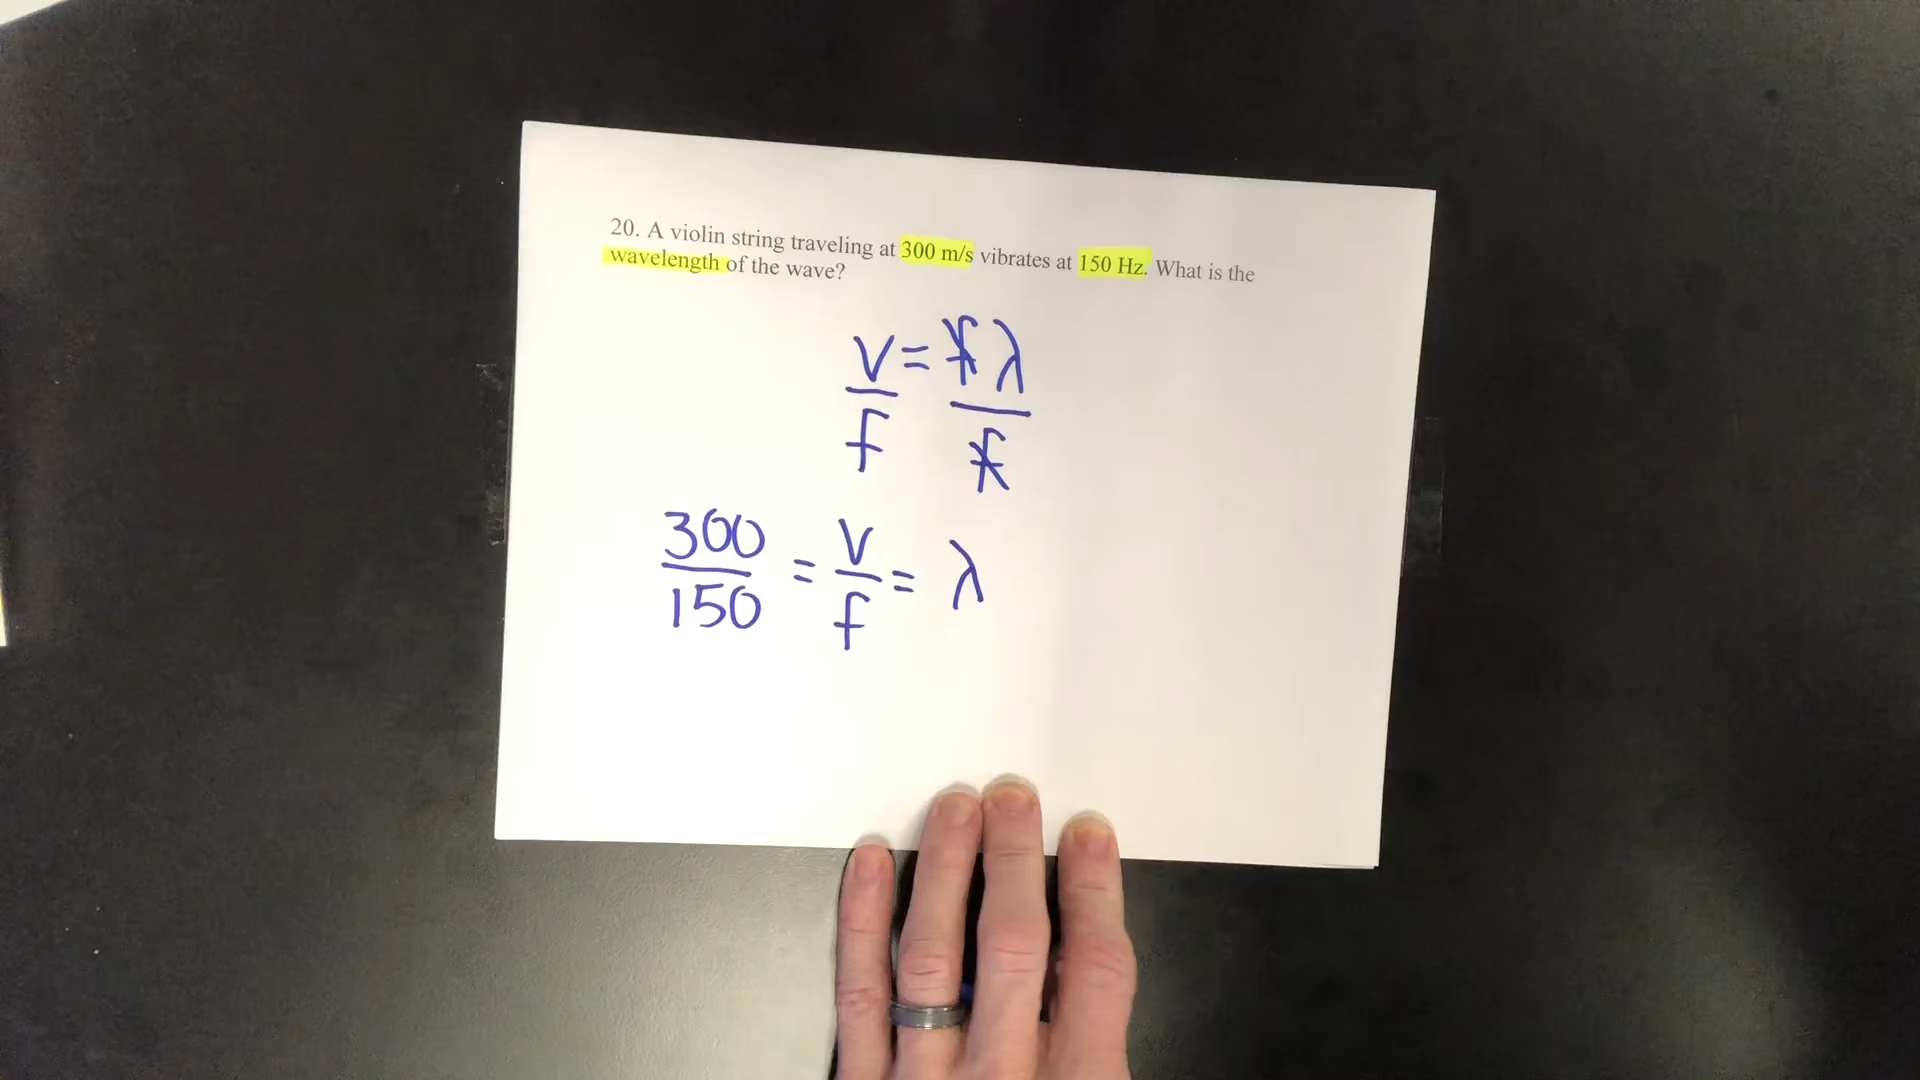 20. A violin string traveling at 300 m/s vibrates at 150 Hz. What is the
wavelength of the wave?
v = f λ
f f
300 / 150 = v / f = λ